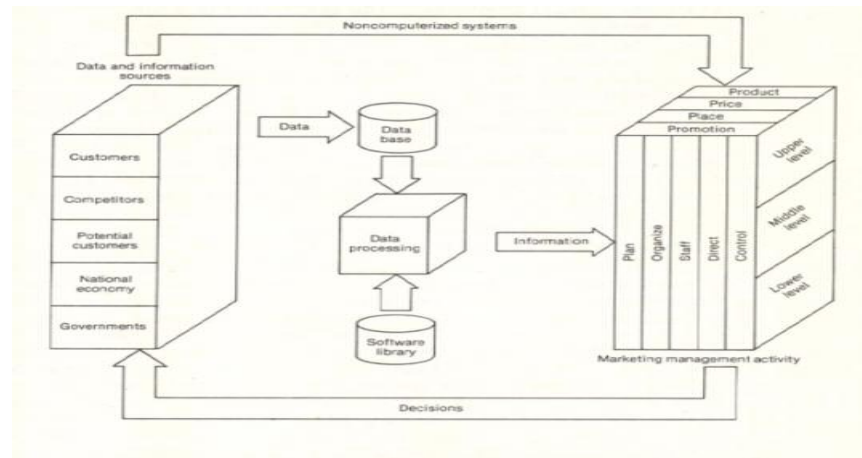 Noncomputerized systems
Data and information
sources
Customers
Competitors
Potential
customers
National
economy
Governments
Data
Data
base
Data
processing
Software
library
Information
Product
Price
Place
Promotion
Plan
Organize
Staff
Direct
Control
Upper
level
Middle
level
Lower
level
Marketing management activity
Decisions